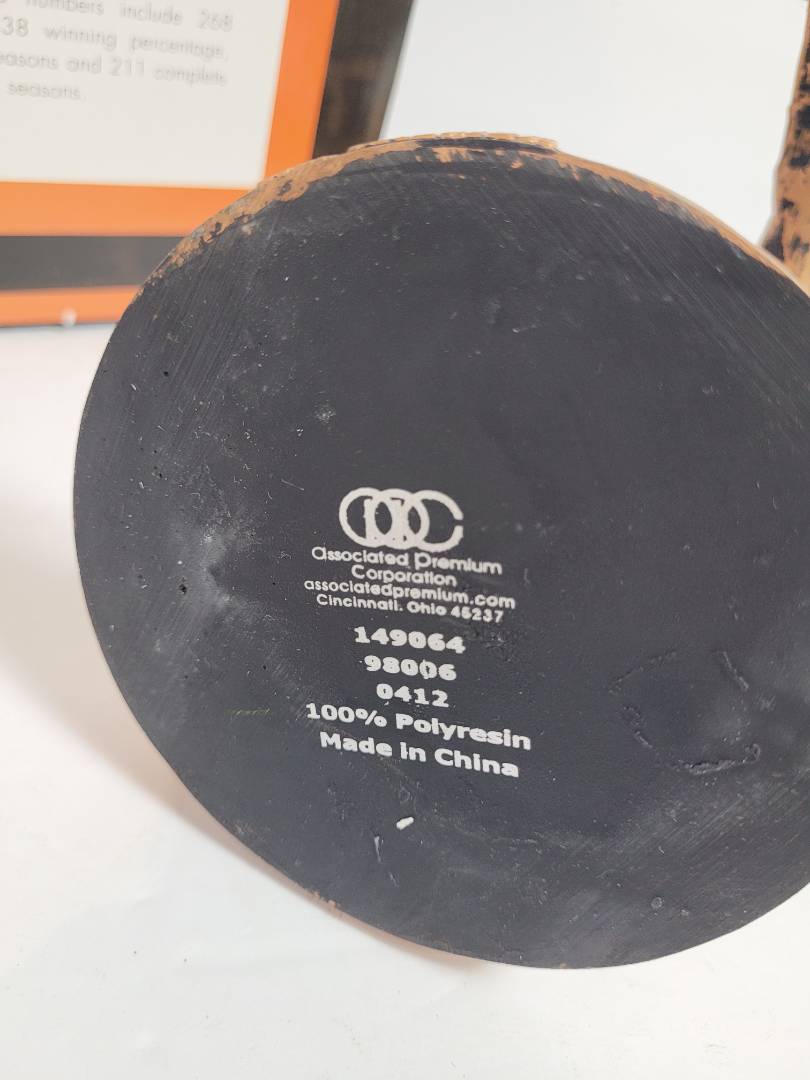 numbers include 268
38 winning percentage,
seasons and 211 complete
seasons.
associated premium
Corporation
associatedpremium.com
Cincinnati, Ohio 45237
149064
98006
0412
100% Polyresin
Made in China